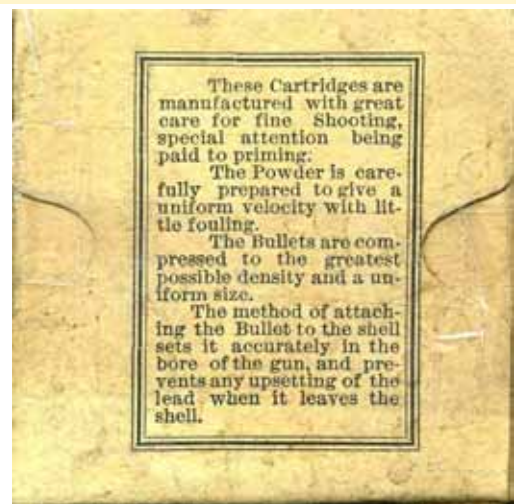 These Cartridges are
manufactured with great
care for fine Shooting,
special attention being
paid to priming.
The Powder is care-
fully prepared to give a
uniform velocity with lit-
tle fouling.
The Bullets are com-
pressed to the greatest
possible density and a un-
iform size.
The method of attach-
ing the Bullet to the shell
sets it accurately in the
bore of the gun, and pre-
vents any upsetting of the
lead when it leaves the
shell.